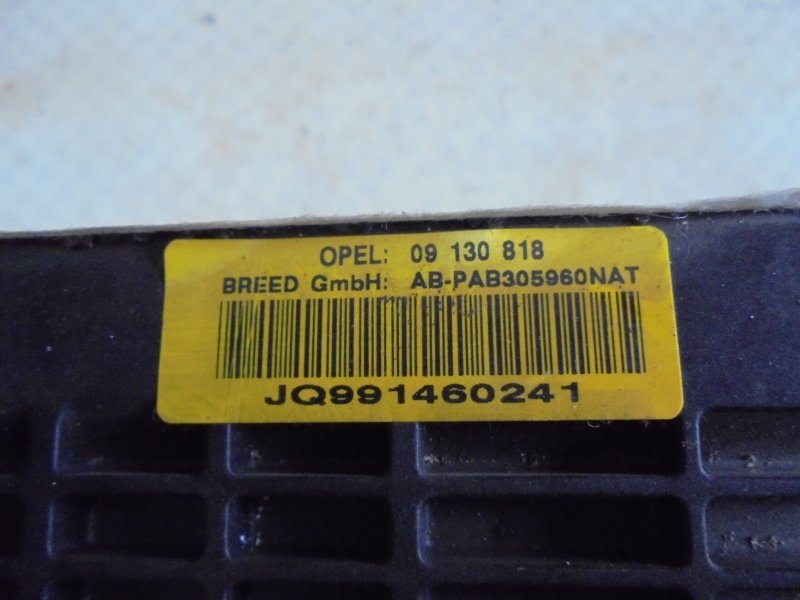 OPEL: 09 130 818
BREED GmbH: AB-PAB305960NAT
JQ991460241